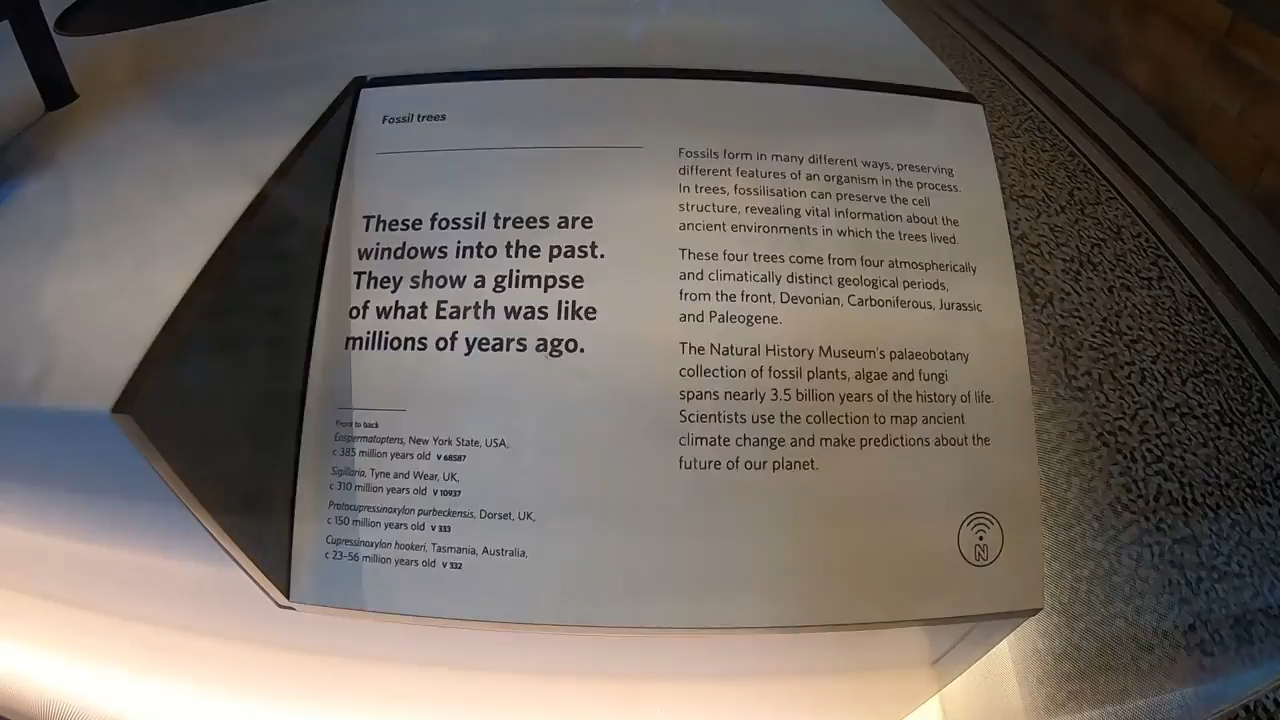 Fossil trees
These fossil trees are
windows into the past.
They show a glimpse
of what Earth was like
millions of years ago.
Front to back
Eospermatopteris, New York State, USA,
c 385 million years old V 68587
Sigillaria, Tyne and Wear, UK,
c 310 million years old V 10937
Protocupressinoxylon purbeckensis, Dorset, UK,
c 150 million years old V 333
Cupressinoxylon hookeri, Tasmania, Australia,
c 23–56 million years old V 332
Fossils form in many different ways, preserving
different features of an organism in the process.
In trees, fossilisation can preserve the cell
structure, revealing vital information about the
ancient environments in which the trees lived.
These four trees come from four atmospherically
and climatically distinct geological periods,
from the front, Devonian, Carboniferous, Jurassic
and Paleogene.
The Natural History Museum's palaeobotany
collection of fossil plants, algae and fungi
spans nearly 3.5 billion years of the history of life.
Scientists use the collection to map ancient
climate change and make predictions about the
future of our planet.
N